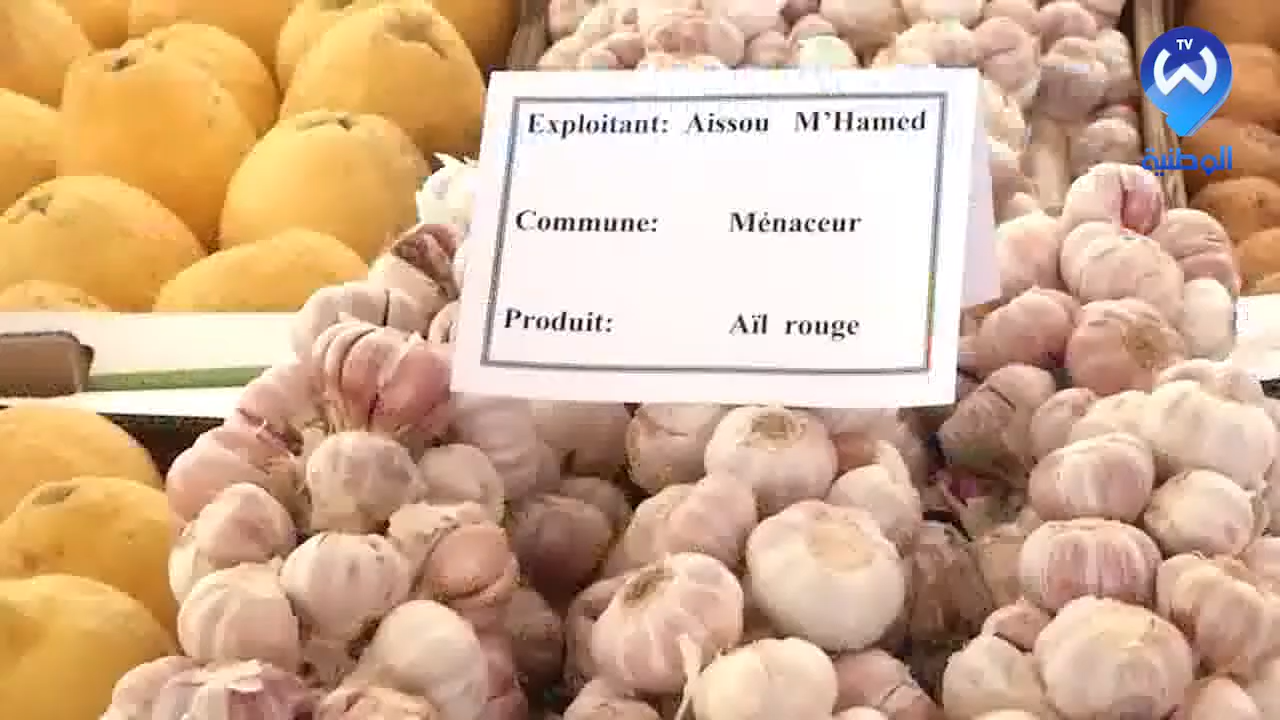 TV
الوطنية
Exploitant: Aissou M'Hamed
Commune: Ménaceur
Produit: Aïl rouge